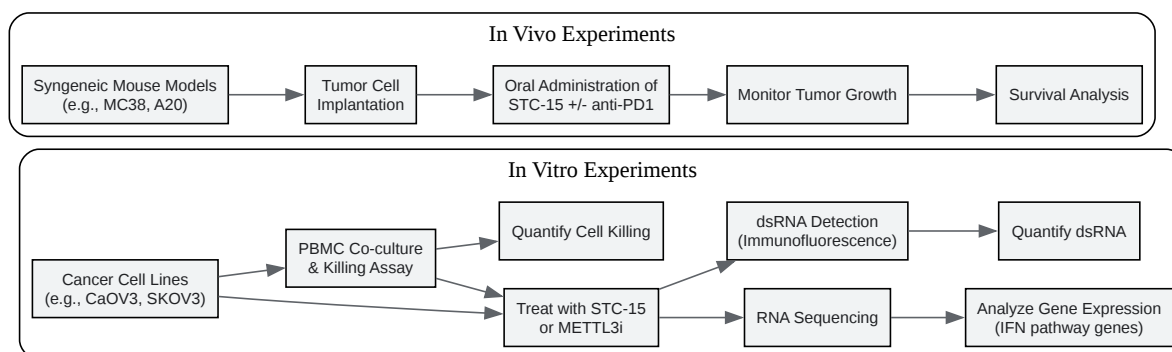 In Vivo Experiments
Syngeneic Mouse Models
(e.g., MC38, A20)
Tumor Cell
Implantation
Oral Administration of
STC-15 +/- anti-PD1
Monitor Tumor Growth
Survival Analysis
In Vitro Experiments
Cancer Cell Lines
(e.g., CaOV3, SKOV3)
PBMC Co-culture
& Killing Assay
Quantify Cell Killing
Treat with STC-15
or METTL3i
dsRNA Detection
(Immunofluorescence)
Quantify dsRNA
RNA Sequencing
Analyze Gene Expression
(IFN pathway genes)